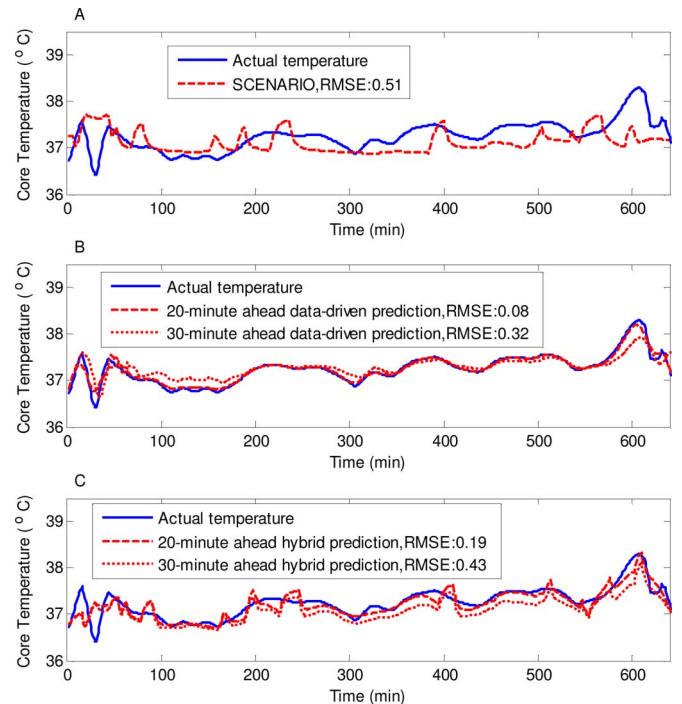 A
Core Temperature ( ° C)
39
38
37
36
Actual temperature
SCENARIO,RMSE:0.51
0 100 200 300 400 500 600
Time (min)
B
Core Temperature ( ° C)
39
38
37
36
Actual temperature
20-minute ahead data-driven prediction,RMSE:0.08
30-minute ahead data-driven prediction,RMSE:0.32
0 100 200 300 400 500 600
Time (min)
C
Core Temperature ( ° C)
39
38
37
36
Actual temperature
20-minute ahead hybrid prediction,RMSE:0.19
30-minute ahead hybrid prediction,RMSE:0.43
0 100 200 300 400 500 600
Time (min)